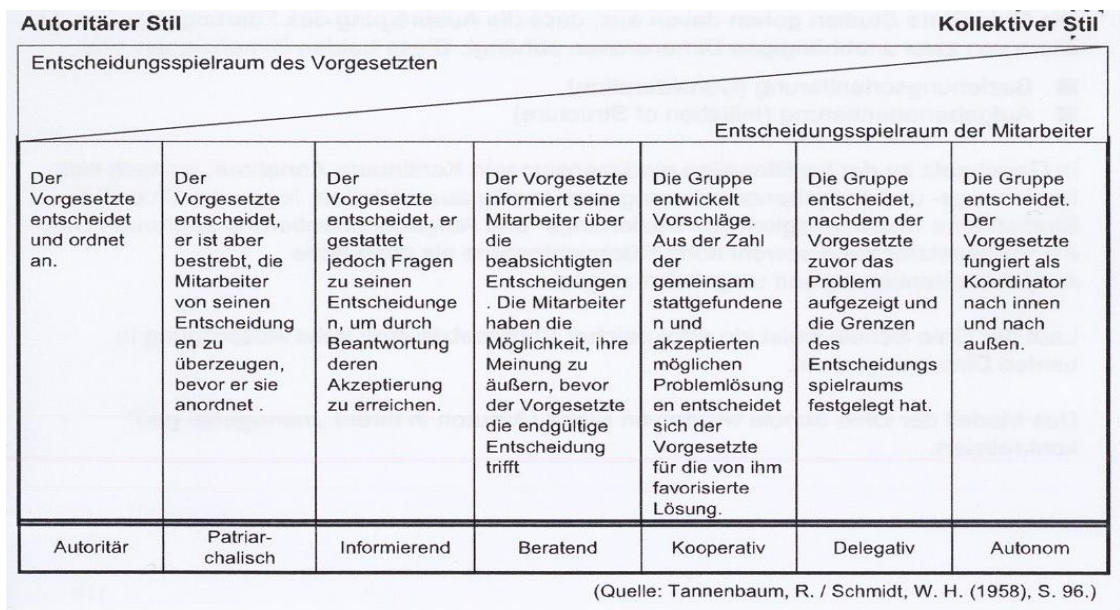 Autoritärer Stil
Kollektiver Stil
Entscheidungsspielraum des Vorgesetzten
Entscheidungsspielraum der Mitarbeiter
Der
Vorgesetzte
entscheidet
und ordnet
an.
Der
Vorgesetzte
entscheidet,
er ist aber
bestrebt, die
Mitarbeiter
von seinen
Entscheidung
en zu
überzeugen,
bevor er sie
anordnet .
Der
Vorgesetzte
entscheidet, er
gestattet
jedoch Fragen
zu seinen
Entscheidunge
n, um durch
Beantwortung
deren
Akzeptierung
zu erreichen.
Der Vorgesetzte
informiert seine
Mitarbeiter über
die
beabsichtigten
Entscheidungen
. Die Mitarbeiter
haben die
Möglichkeit, ihre
Meinung zu
äußern, bevor
der Vorgesetzte
die endgültige
Entscheidung
trifft
Die Gruppe
entwickelt
Vorschläge.
Aus der Zahl
der
gemeinsam
stattgefundene
n und
akzeptierten
möglichen
Problemlösung
en entscheidet
sich der
Vorgesetzte
für die von ihm
favorisierte
Lösung.
Die Gruppe
entscheidet,
nachdem der
Vorgesetzte
zuvor das
Problem
aufgezeigt und
die Grenzen
des
Entscheidungs
spielraums
festgelegt hat.
Die Gruppe
entscheidet.
Der
Vorgesetzte
fungiert als
Koordinator
nach innen
und nach
außen.
Autoritär
Patriar-
chalisch
Informierend
Beratend
Kooperativ
Delegativ
Autonom
(Quelle: Tannenbaum, R. / Schmidt, W. H. (1958), S. 96.)